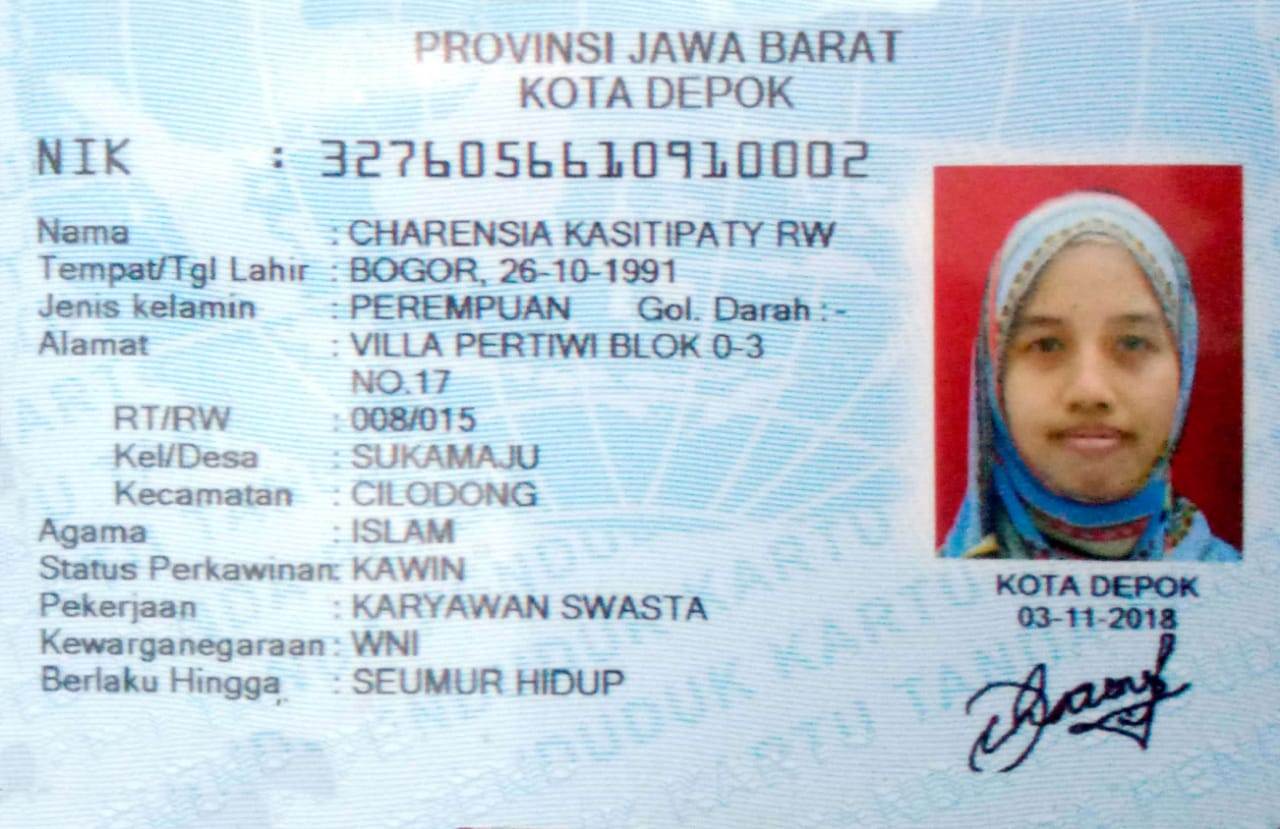 PROVINSI JAWA BARAT
KOTA DEPOK
NIK : 3276056610910002
Nama : CHARENSIA KASITIPATY RW
Tempat/Tgl Lahir : BOGOR, 26-10-1991
Jenis kelamin : PEREMPUAN Gol. Darah : -
Alamat : VILLA PERTIWI BLOK 0-3
NO.17
RT/RW : 008/015
Kel/Desa : SUKAMAJU
Kecamatan : CILODONG
Agama : ISLAM
Status Perkawinan: KAWIN
Pekerjaan : KARYAWAN SWASTA
Kewarganegaraan : WNI
Berlaku Hingga : SEUMUR HIDUP
KOTA DEPOK
03-11-2018